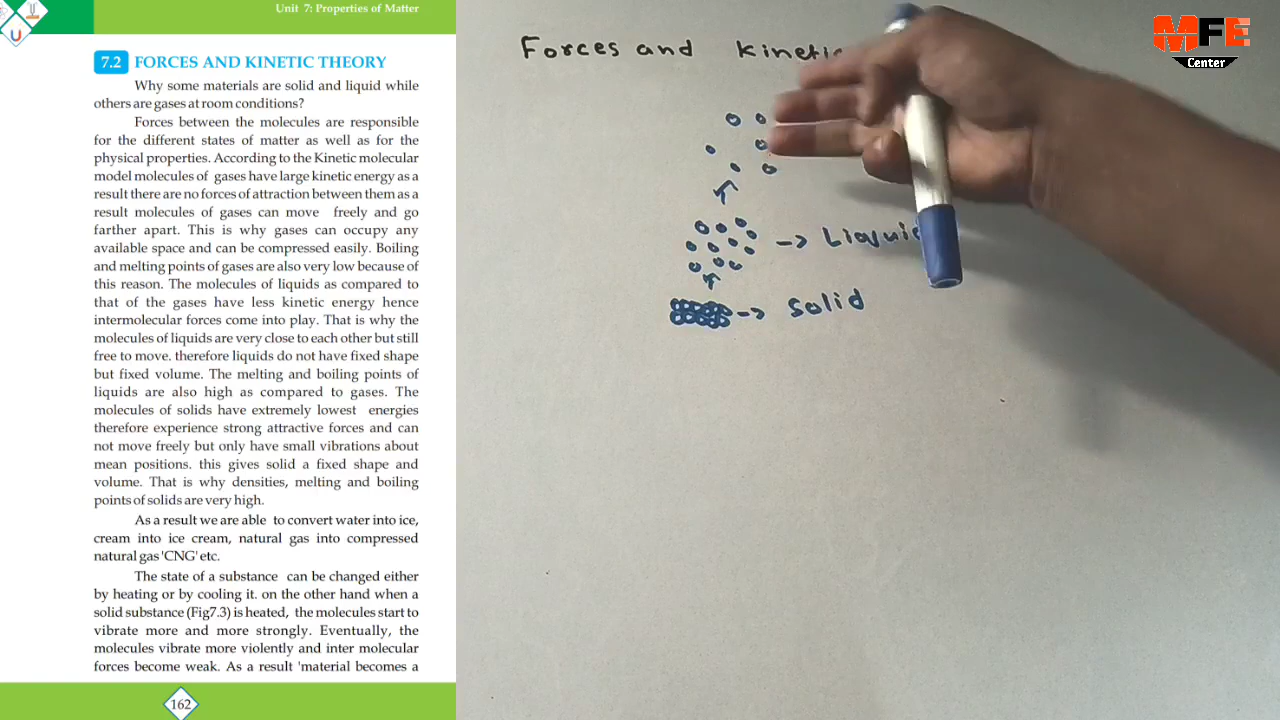 Unit 7: Properties of Matter
7.2 FORCES AND KINETIC THEORY
Why some materials are solid and liquid while
others are gases at room conditions?
Forces between the molecules are responsible
for the different states of matter as well as for the
physical properties. According to the Kinetic molecular
model molecules of gases have large kinetic energy as a
result there are no forces of attraction between them as a
result molecules of gases can move freely and go
farther apart. This is why gases can occupy any
available space and can be compressed easily. Boiling
and melting points of gases are also very low because of
this reason. The molecules of liquids as compared to
that of the gases have less kinetic energy hence
intermolecular forces come into play. That is why the
molecules of liquids are very close to each other but still
free to move. therefore liquids do not have fixed shape
but fixed volume. The melting and boiling points of
liquids are also high as compared to gases. The
molecules of solids have extremely lowest energies
therefore experience strong attractive forces and can
not move freely but only have small vibrations about
mean positions. this gives solid a fixed shape and
volume. That is why densities, melting and boiling
points of solids are very high.
As a result we are able to convert water into ice,
cream into ice cream, natural gas into compressed
natural gas 'CNG' etc.
The state of a substance can be changed either
by heating or by cooling it. on the other hand when a
solid substance (Fig7.3) is heated, the molecules start to
vibrate more and more strongly. Eventually, the
molecules vibrate more violently and inter molecular
forces become weak. As a result 'material becomes a
162
Forces and Kinetic
Liquid
Solid
MFE
Center